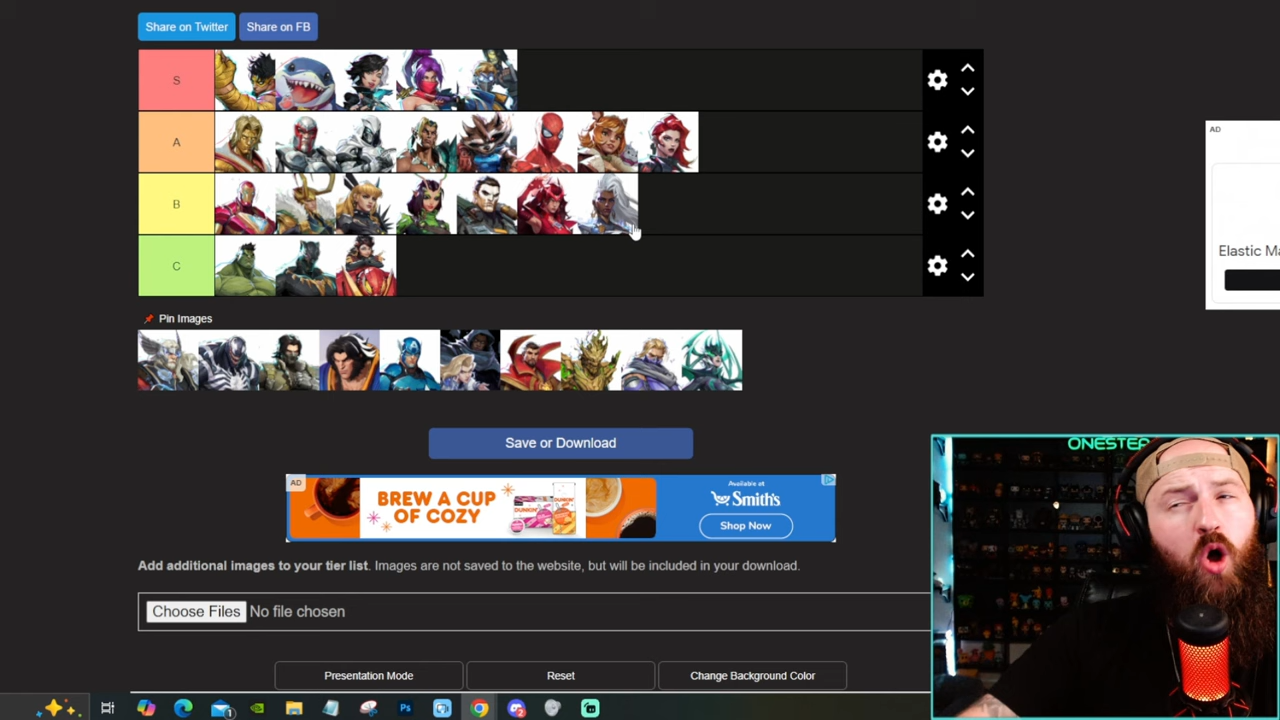 Share on Twitter
Share on FB
S
A
B
C
AD
Elastic Ma
Pin Images
Save or Download
AD
BREW A CUP
OF COZY
DUNKIN'
Available at
Smith's
Shop Now
Add additional images to your tier list. Images are not saved to the website, but will be included in your download.
Choose Files No file chosen
Presentation Mode
Reset
Change Background Color
ONESTEP
1
Ps